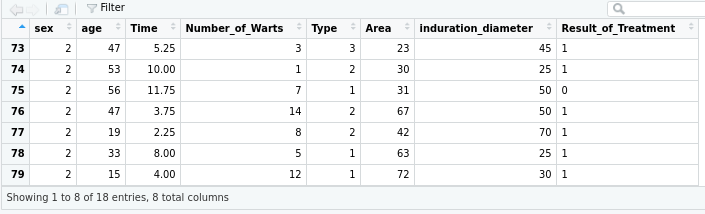 Filter
sex age Time Number_of_Warts Type Area induration_diameter Result_of_Treatment
73 2 47 5.25 3 3 23 45 1
74 2 53 10.00 1 2 30 25 1
75 2 56 11.75 7 1 31 50 0
76 2 47 3.75 14 2 67 50 1
77 2 19 2.25 8 2 42 70 1
78 2 33 8.00 5 1 63 25 1
79 2 15 4.00 12 1 72 30 1
Showing 1 to 8 of 18 entries, 8 total columns